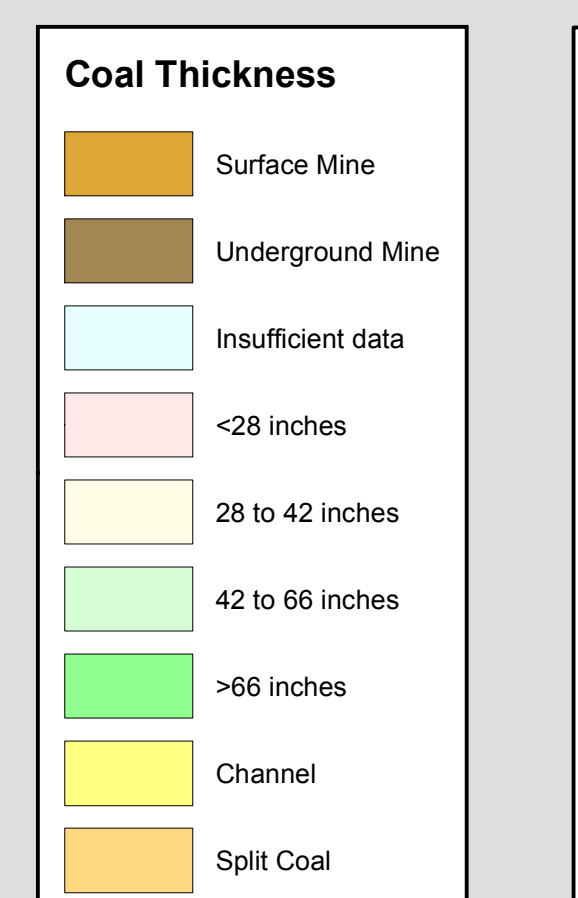 Coal Thickness
Surface Mine
Underground Mine
Insufficient data
<28 inches
28 to 42 inches
42 to 66 inches
>66 inches
Channel
Split Coal